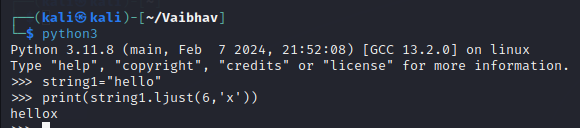 ┌──(kali㉿kali)-[~/Vaibhav]
└─$ python3
Python 3.11.8 (main, Feb  7 2024, 21:52:08) [GCC 13.2.0] on linux
Type "help", "copyright", "credits" or "license" for more information.
>>> string1="hello"
>>> print(string1.ljust(6,'x'))
hellox
>>>